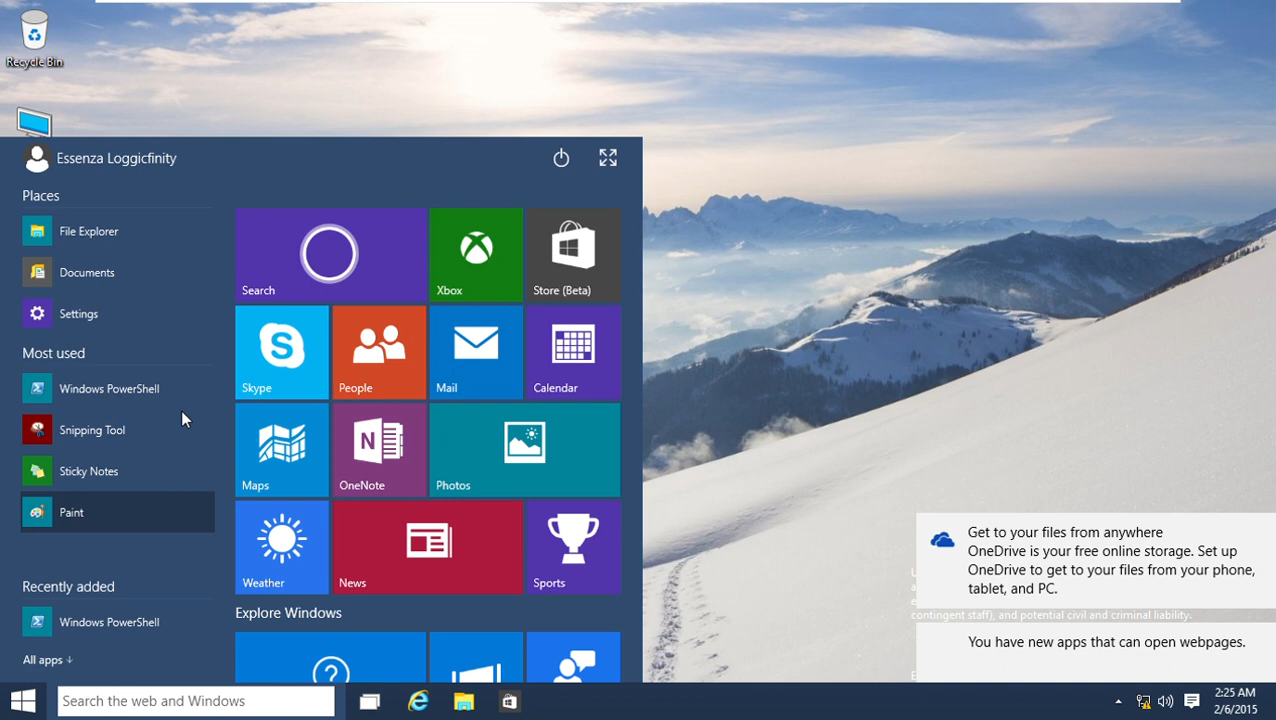 Recycle Bin
Essenza Loggicfinity
Places
File Explorer
Documents
Settings
Most used
Windows PowerShell
Snipping Tool
Sticky Notes
Paint
Recently added
Windows PowerShell
All apps
Search
Xbox
Store (Beta)
Skype
People
Mail
Calendar
Maps
OneNote
Photos
Weather
News
Sports
Explore Windows
Get to your files from anywhere
OneDrive is your free online storage. Set up
OneDrive to get to your files from your phone,
tablet, and PC.
contingent staff), and potential civil and criminal liability.
You have new apps that can open webpages.
Search the web and Windows
2:25 AM
2/6/2015